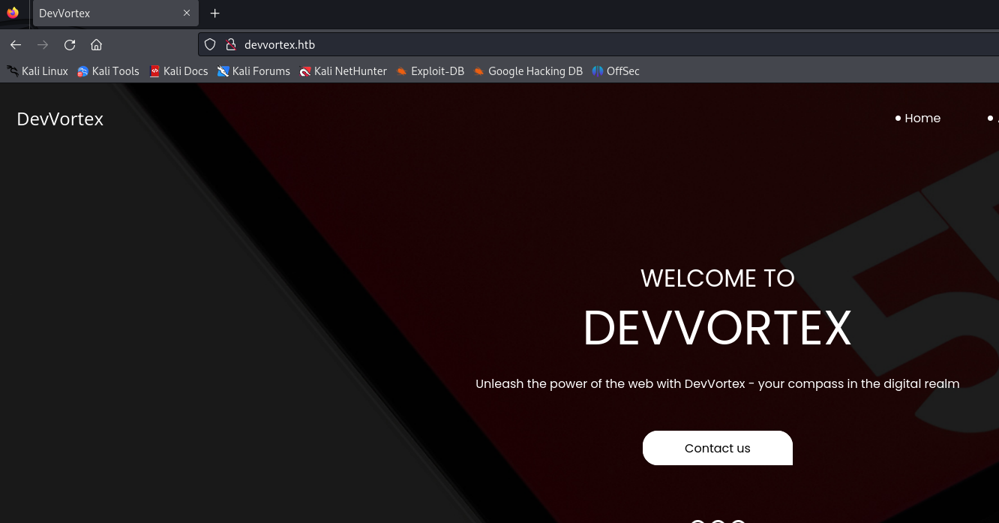 DevVortex
devvortex.htb
Kali Linux Kali Tools Kali Docs Kali Forums Kali NetHunter Exploit-DB Google Hacking DB OffSec
DevVortex Home
WELCOME TO
DEVVORTEX
Unleash the power of the web with DevVortex - your compass in the digital realm
Contact us